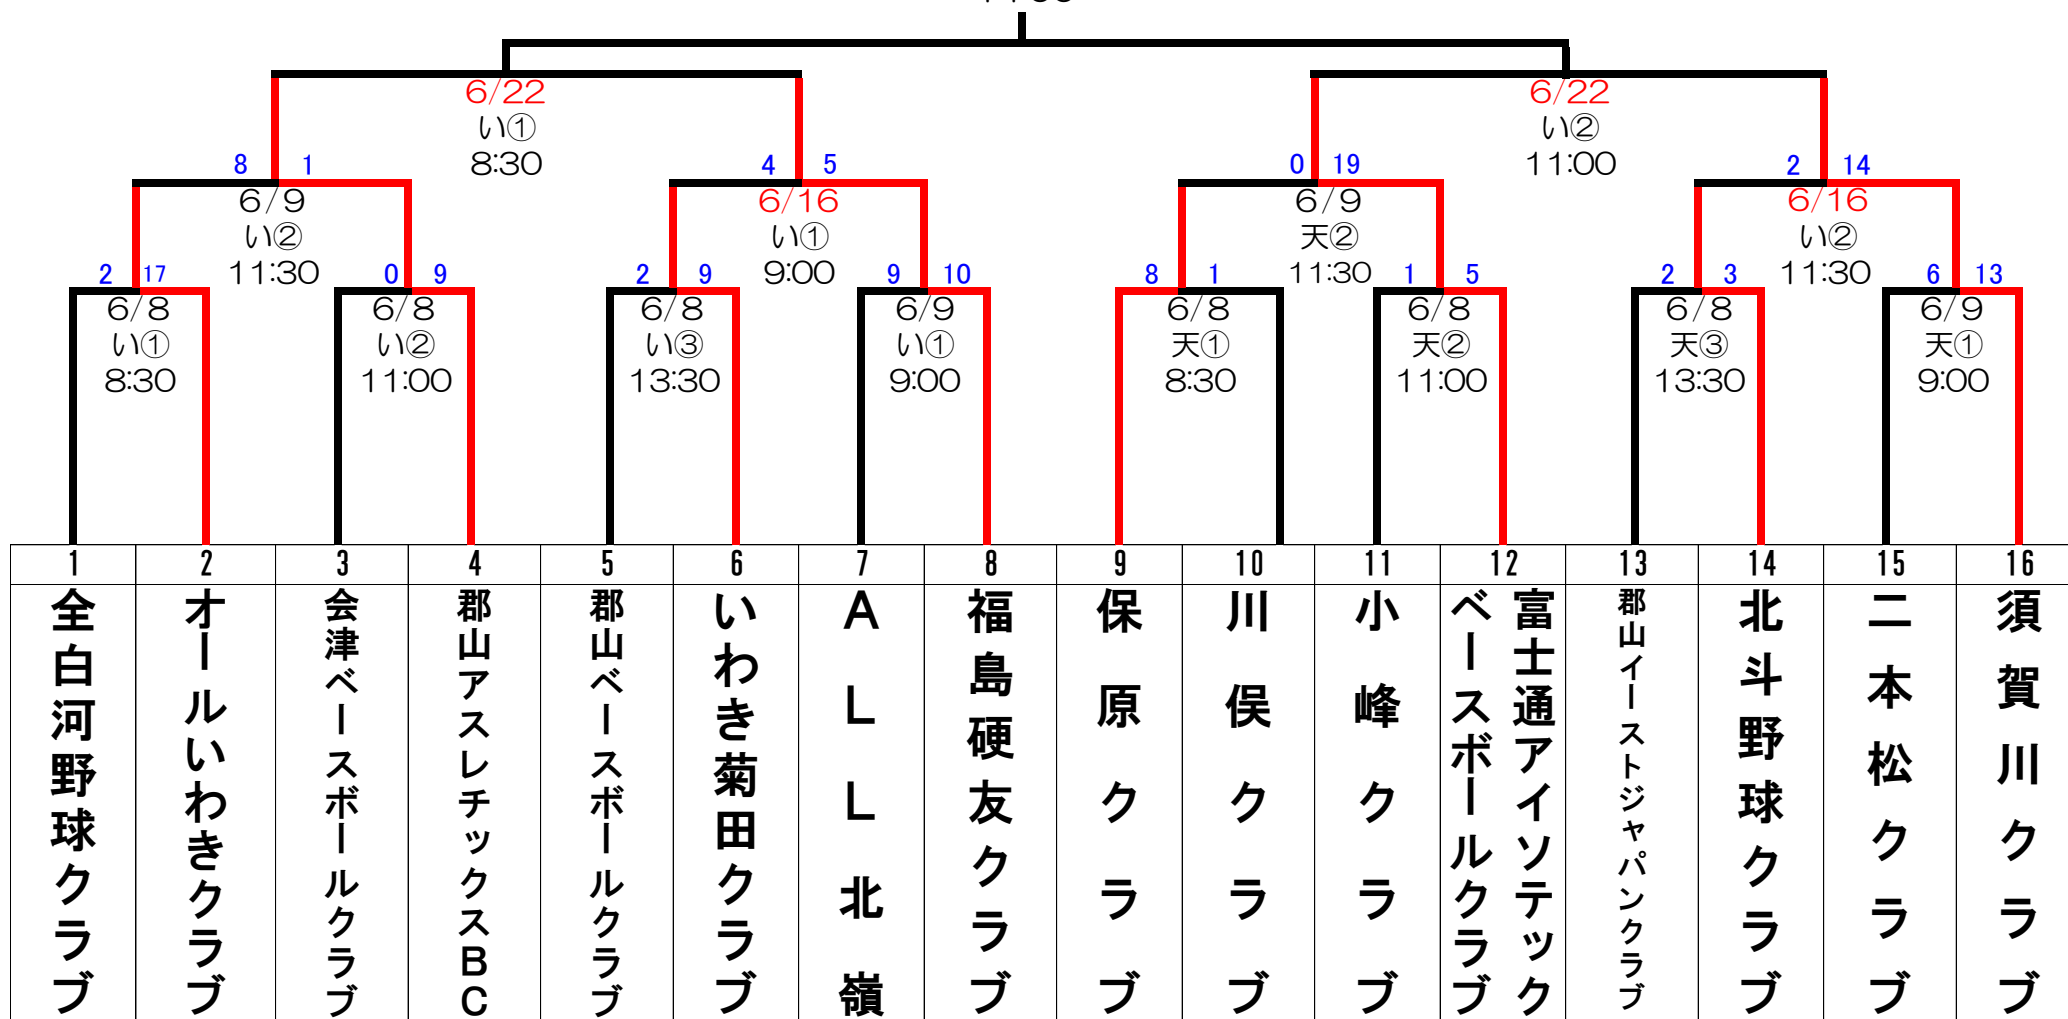 6/22
い①
8:30
6/22
い②
11:00
8 1
6/9
い②
11:30
4 5
6/16
い①
9:00
0 19
6/9
天②
11:30
2 14
6/16
い②
11:30
2 17
6/8
い①
8:30
0 9
6/8
い②
11:00
2 9
6/8
い③
13:30
9 10
6/9
い①
9:00
8 1
6/8
天①
8:30
1 5
6/8
天②
11:00
2 3
6/8
天③
13:30
6 13
6/9
天①
9:00
1
全白河野球クラブ
2
オールいわきクラブ
3
会津ベースボールクラブ
4
郡山アスレチックスBC
5
郡山ベースボールクラブ
6
いわき菊田クラブ
7
ALL北嶺
8
福島硬友クラブ
9
保原クラブ
10
川俣クラブ
11
小峰クラブ
12
富士通アイソテック
ベースボールクラブ
13
郡山イーストジャパンクラブ
14
北斗野球クラブ
15
二本松クラブ
16
須賀川クラブ